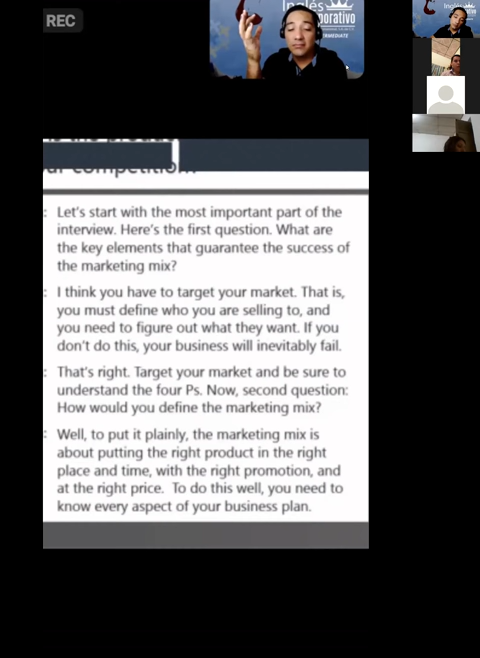 REC
Inglés
porativo
Inglés
porativo
: Let's start with the most important part of the
interview. Here's the first question. What are
the key elements that guarantee the success of
the marketing mix?
: I think you have to target your market. That is,
you must define who you are selling to, and
you need to figure out what they want. If you
don't do this, your business will inevitably fail.
: That's right. Target your market and be sure to
understand the four Ps. Now, second question:
How would you define the marketing mix?
: Well, to put it plainly, the marketing mix is
about putting the right product in the right
place and time, with the right promotion, and
at the right price. To do this well, you need to
know every aspect of your business plan.